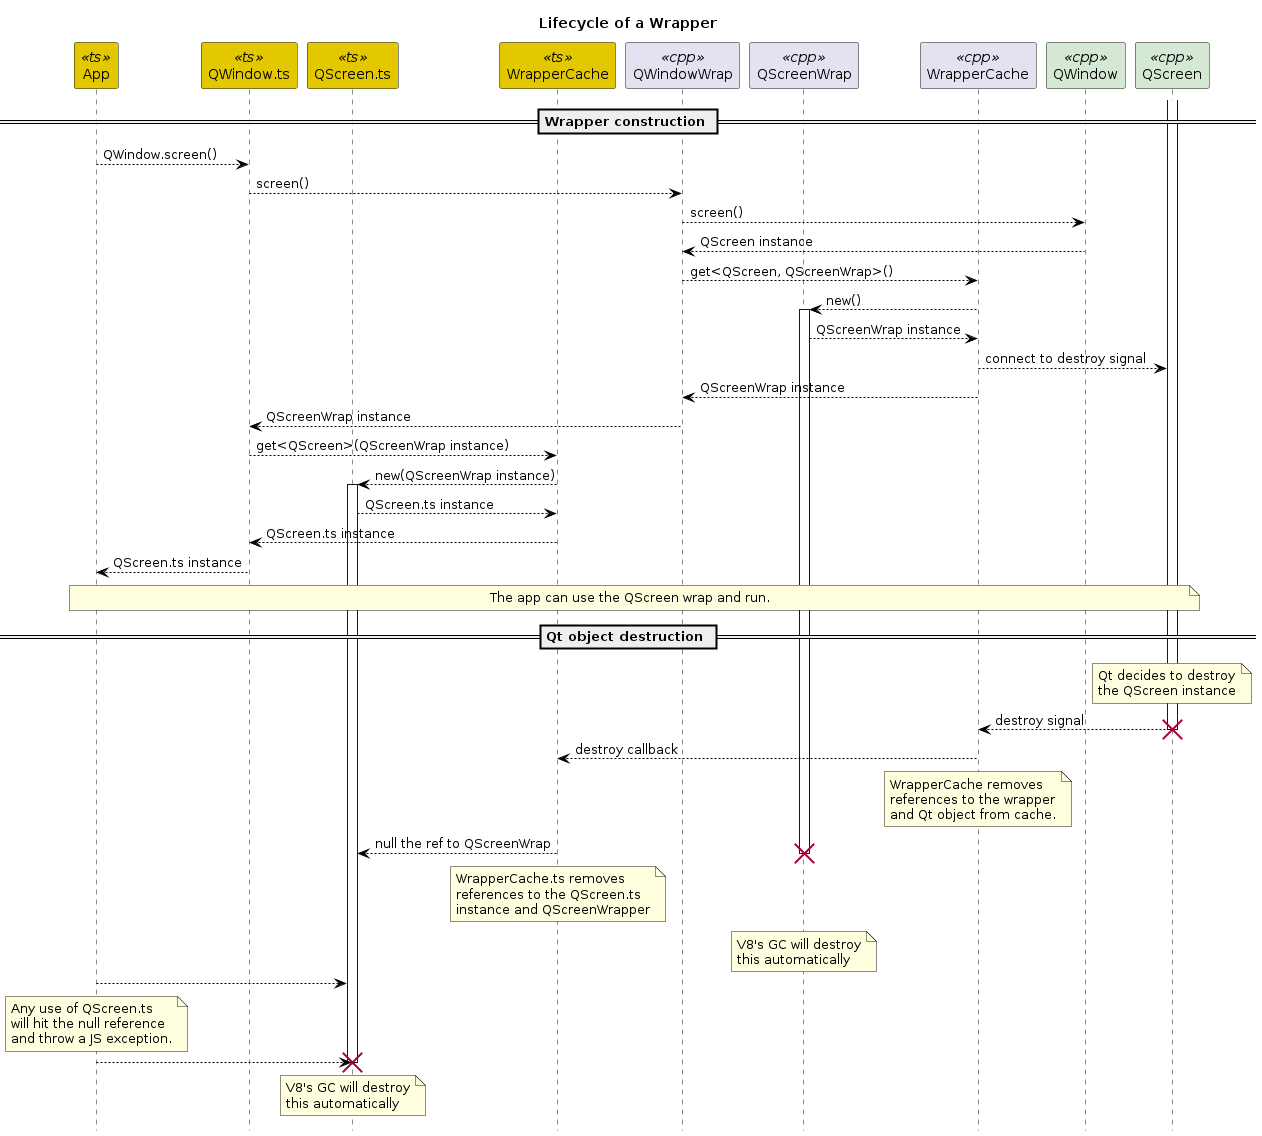 Lifecycle of a Wrapper
«ts»
App
«ts»
QWindow.ts
«ts»
QScreen.ts
«ts»
WrapperCache
«cpp»
QWindowWrap
«cpp»
QScreenWrap
«cpp»
WrapperCache
«cpp»
QWindow
«cpp»
QScreen
Wrapper construction
QWindow.screen()
screen()
screen()
QScreen instance
get<QScreen, QScreenWrap>()
new()
QScreenWrap instance
connect to destroy signal
QScreenWrap instance
QScreenWrap instance
get<QScreen>(QScreenWrap instance)
new(QScreenWrap instance)
QScreen.ts instance
QScreen.ts instance
QScreen.ts instance
The app can use the QScreen wrap and run.
Qt object destruction
Qt decides to destroy
the QScreen instance
destroy signal
destroy callback
WrapperCache removes
references to the wrapper
and Qt object from cache.
null the ref to QScreenWrap
WrapperCache.ts removes
references to the QScreen.ts
instance and QScreenWrapper
V8's GC will destroy
this automatically
Any use of QScreen.ts
will hit the null reference
and throw a JS exception.
V8's GC will destroy
this automatically